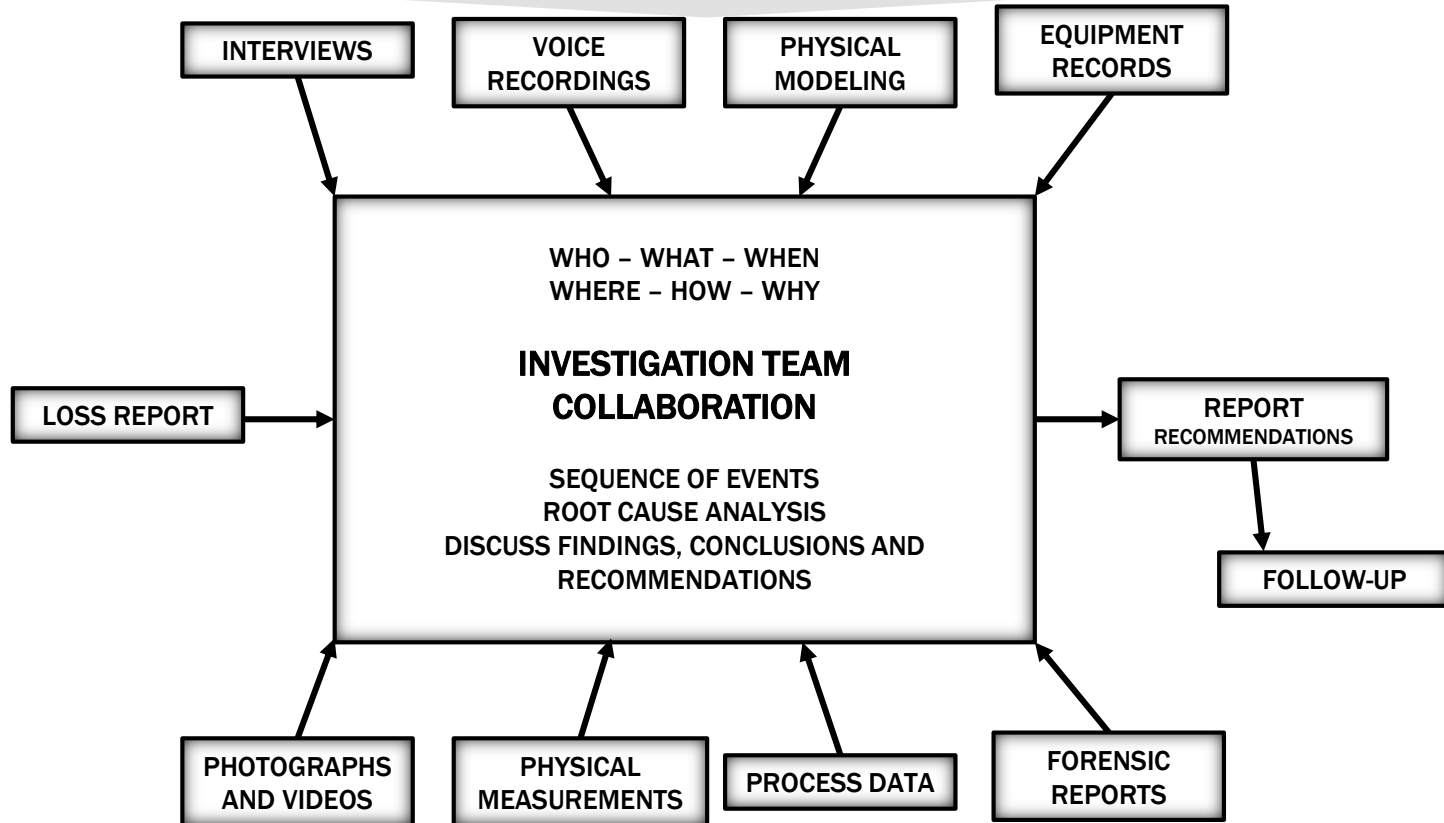 INTERVIEWS
VOICE
RECORDINGS
PHYSICAL
MODELING
EQUIPMENT
RECORDS
WHO – WHAT – WHEN
WHERE – HOW – WHY
INVESTIGATION TEAM
COLLABORATION
SEQUENCE OF EVENTS
ROOT CAUSE ANALYSIS
DISCUSS FINDINGS, CONCLUSIONS AND
RECOMMENDATIONS
LOSS REPORT
REPORT
RECOMMENDATIONS
FOLLOW-UP
PHOTOGRAPHS
AND VIDEOS
PHYSICAL
MEASUREMENTS
PROCESS DATA
FORENSIC
REPORTS